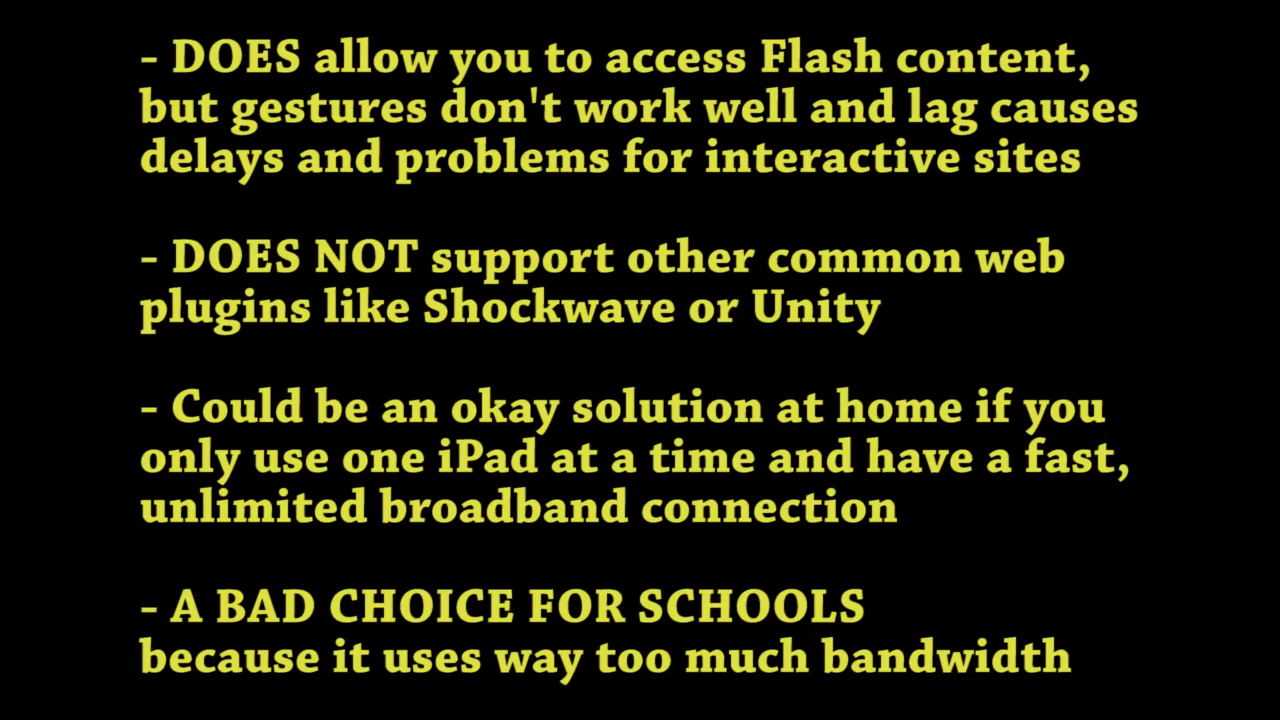 - DOES allow you to access Flash content,
but gestures don't work well and lag causes
delays and problems for interactive sites
- DOES NOT support other common web
plugins like Shockwave or Unity
- Could be an okay solution at home if you
only use one iPad at a time and have a fast,
unlimited broadband connection
- A BAD CHOICE FOR SCHOOLS
because it uses way too much bandwidth